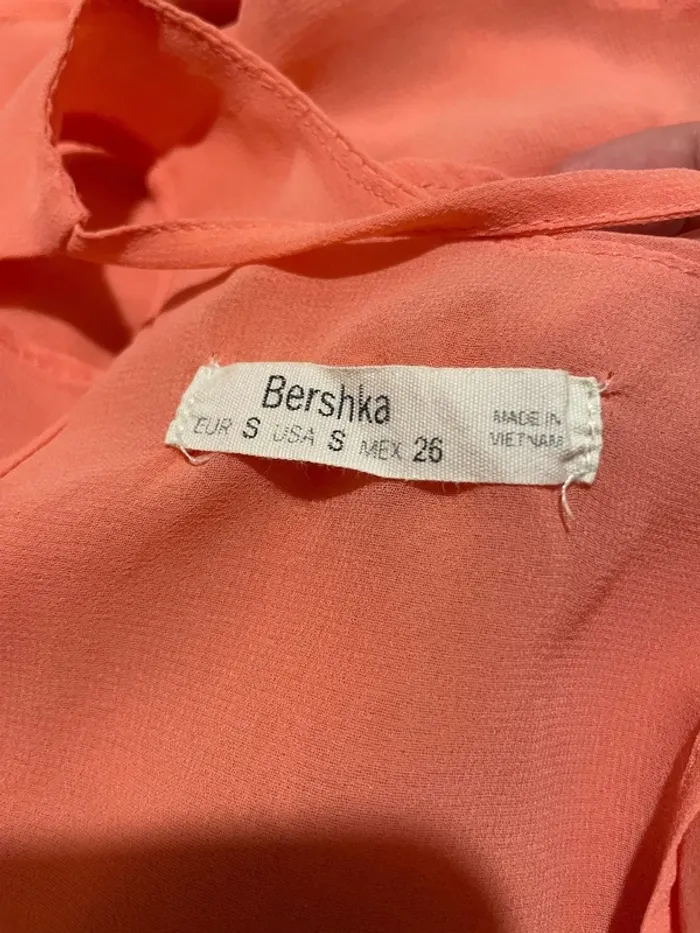 Bershka
EUR S USA S MEX 26
MADE IN
VIETNAM